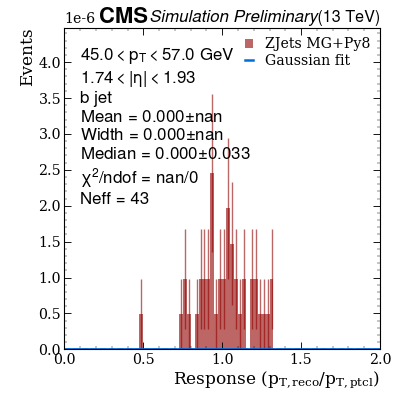 1e-6 CMS Simulation Preliminary (13 TeV)
Events
45.0 < p_T < 57.0 GeV
1.74 < |η| < 1.93
b jet
Mean = 0.000±nan
Width = 0.000±nan
Median = 0.000±0.033
χ²/ndof = nan/0
Neff = 43
ZJets MG+Py8
Gaussian fit
4.0
3.5
3.0
2.5
2.0
1.5
1.0
0.5
0.0
0.0 0.5 1.0 1.5 2.0
Response (p_T,reco/p_T,ptcl)